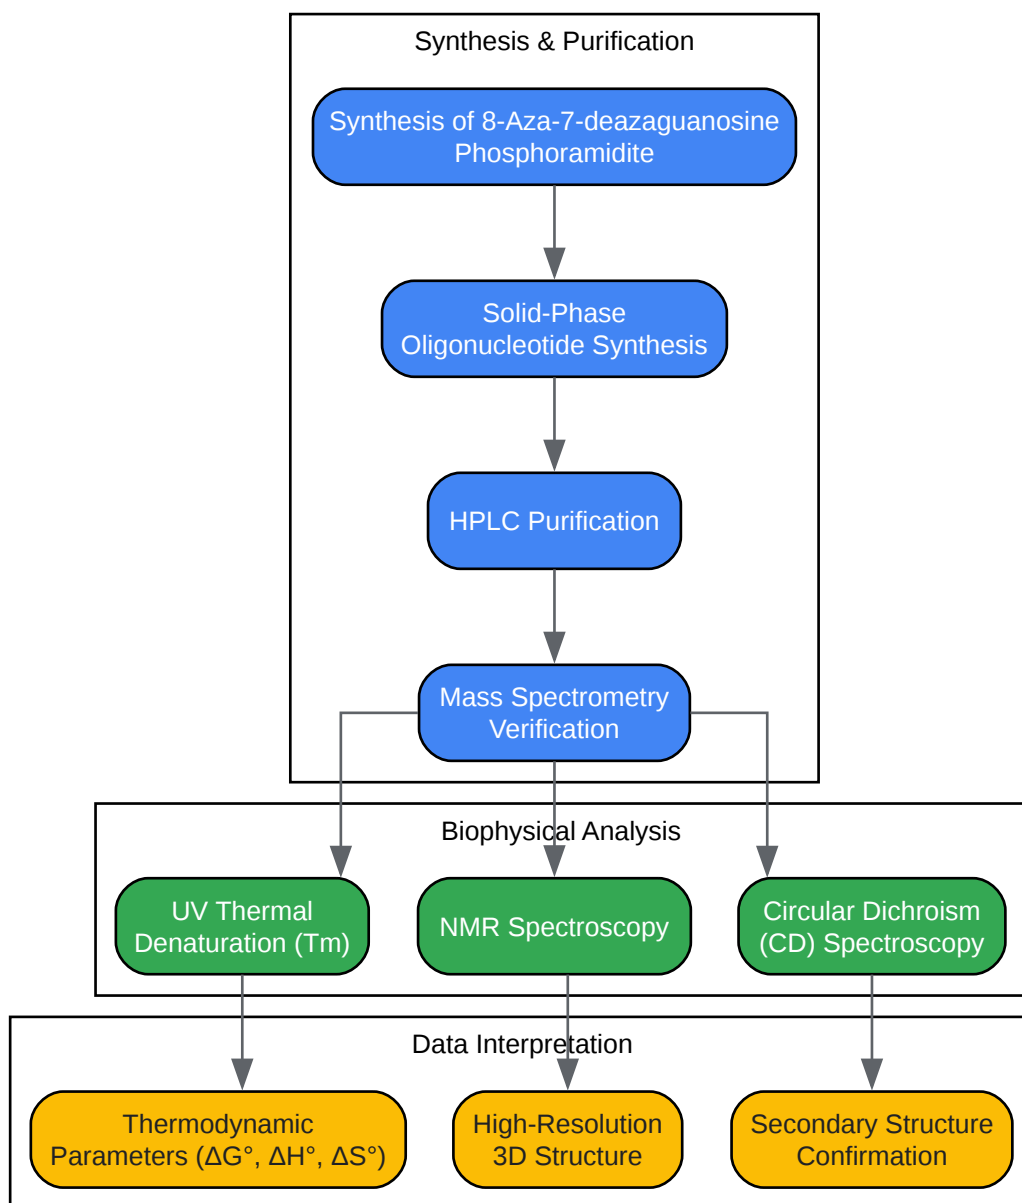 Synthesis & Purification
Synthesis of 8-Aza-7-deazaguanosine
Phosphoramidite
Solid-Phase
Oligonucleotide Synthesis
HPLC Purification
Mass Spectrometry
Verification
Biophysical Analysis
UV Thermal
Denaturation (Tm)
NMR Spectroscopy
Circular Dichroism
(CD) Spectroscopy
Data Interpretation
Thermodynamic
Parameters (ΔG°, ΔH°, ΔS°)
High-Resolution
3D Structure
Secondary Structure
Confirmation